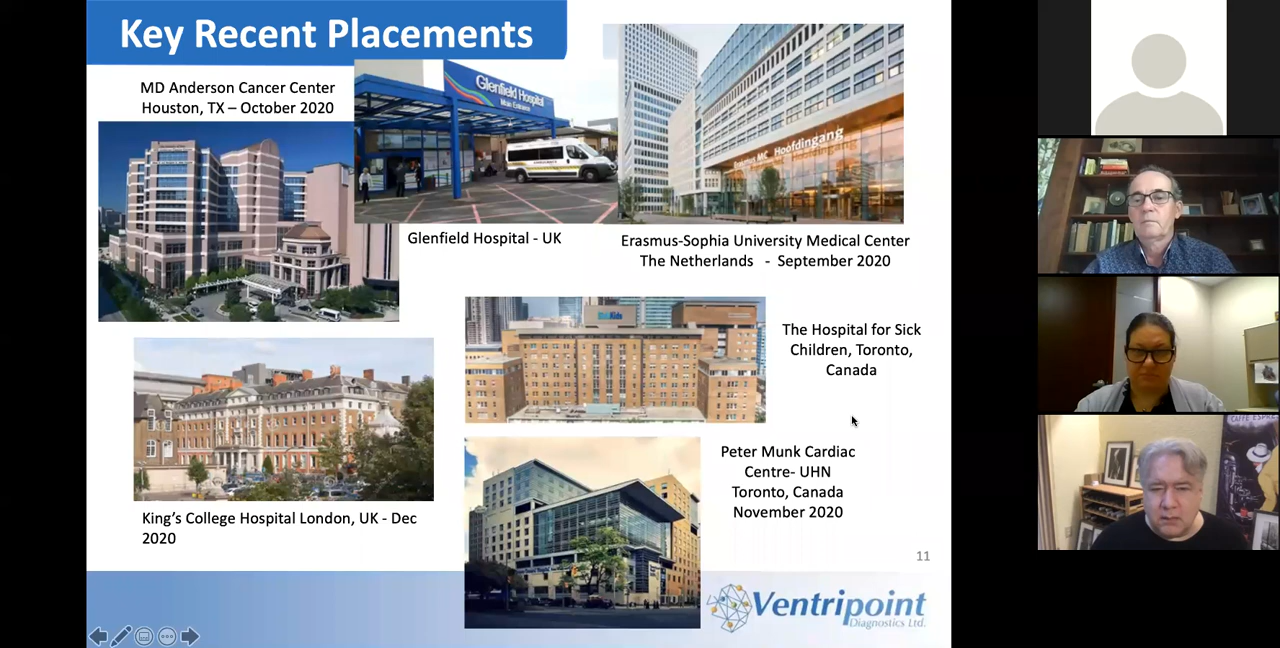 Key Recent Placements
MD Anderson Cancer Center
Houston, TX – October 2020
Glenfield Hospital
Main Entrance
Erasmus MC Hoofdingang
Glenfield Hospital - UK
Erasmus-Sophia University Medical Center
The Netherlands - September 2020
The Hospital for Sick
Children, Toronto,
Canada
King's College Hospital London, UK - Dec
2020
Peter Munk Cardiac
Centre- UHN
Toronto, Canada
November 2020
11
Ventripoint
Diagnostics Ltd.